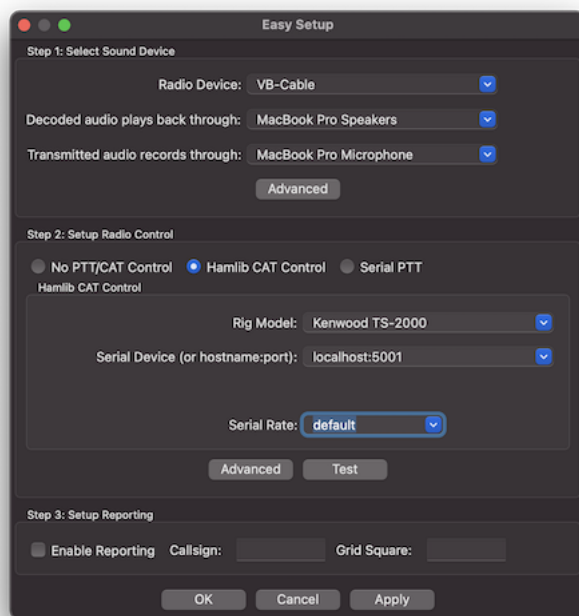 Easy Setup
Step 1: Select Sound Device
Radio Device: VB-Cable
Decoded audio plays back through: MacBook Pro Speakers
Transmitted audio records through: MacBook Pro Microphone
Advanced
Step 2: Setup Radio Control
No PTT/CAT Control Hamlib CAT Control Serial PTT
Hamlib CAT Control
Rig Model: Kenwood TS-2000
Serial Device (or hostname:port): localhost:5001
Serial Rate: default
Advanced Test
Step 3: Setup Reporting
Enable Reporting Callsign: Grid Square:
OK Cancel Apply